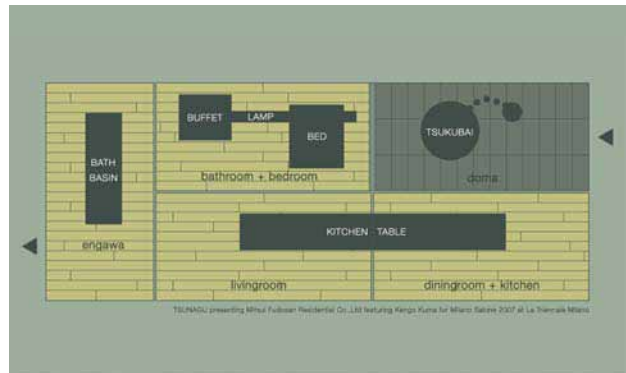 BUFFET
LAMP
BED
TSUKUBAI
BATH
BASIN
bathroom + bedroom
doma
KITCHEN TABLE
engawa
livingroom
diningroom + kitchen
TSUNAGU presenting Mitsui Fudosan Residential Co.,Ltd featuring Kengo Kuma for Milano Salone 2007 at La Triennale Milano